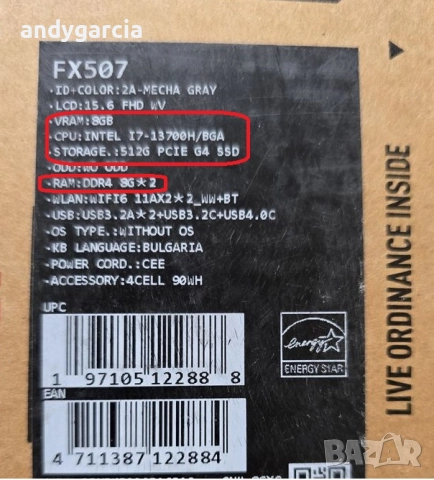 andygarcia
FX507
·ID+COLOR:2A-MECHA GRAY
·LCD:15.6 FHD WV
·VRAM:8GB
·CPU:INTEL I7-13700H/BGA
·STORAGE.:512G PCIE G4 SSD
·ODD:WO ODD
·RAM:DDR4 8G*2
·WLAN:WIFI6 11AX2*2_WW+BT
·USB:USB3.2A*2+USB3.2C+USB4.0C
·OS TYPE.:WITHOUT OS
·KB LANGUAGE:BULGARIA
·POWER CORD.:CEE
·ACCESSORY:4CELL 90WH
UPC
1 97105 12288 8
EAN
4 711387 122884
energy
ENERGY STAR
LIVE ORDINANCE INSIDE
bazar